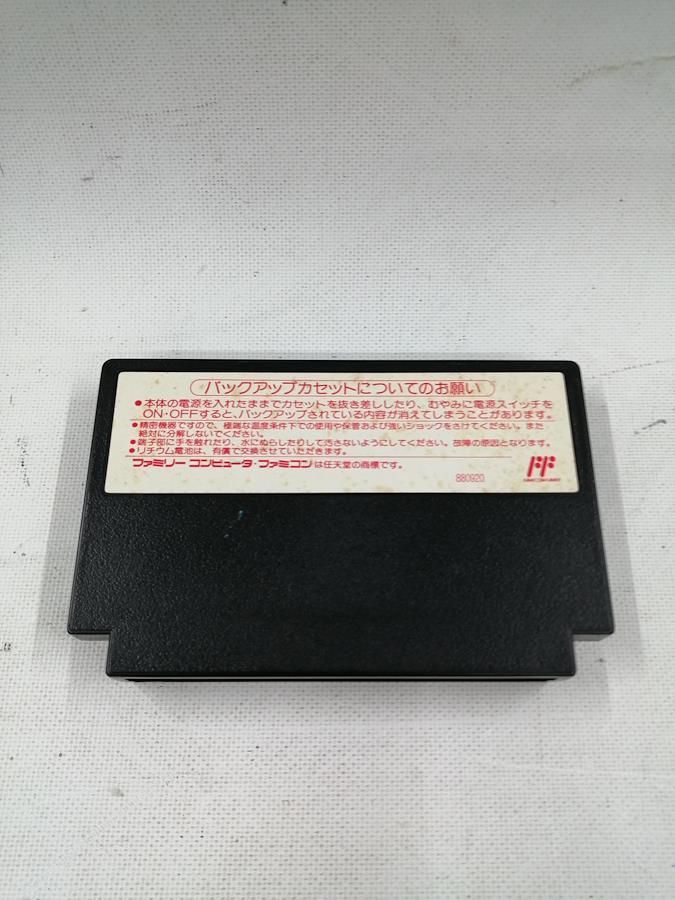 バックアップカセットについてのお願い
●本体の電源を入れたままでカセットを抜き差ししたり、むやみに電源スイッチを
ON・OFFすると、バックアップされている内容が消えてしまうことがあります。
●精密機器ですので、極端な温度条件下での使用や保管および強いショックをさけてください。また
絶対に分解しないでください。
●端子部に手を触れたり、水にぬらしたりして汚さないようにしてください。故障の原因となります。
●リチウム電池は、有償で交換させていただきます。
ファミリーコンピュータ・ファミコンは任天堂の商標です。
880920